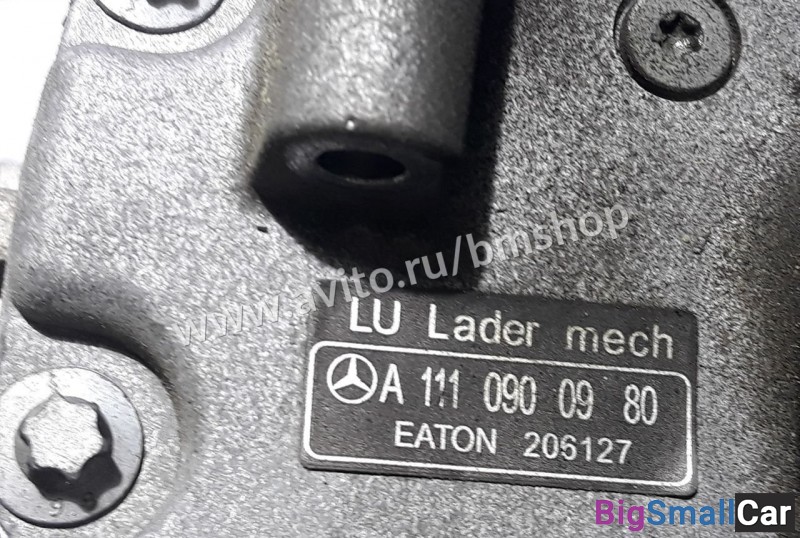 www.avito.ru/bmshop
LU Lader mech
A 111 090 09 80
EATON 206127
BigSmallCar